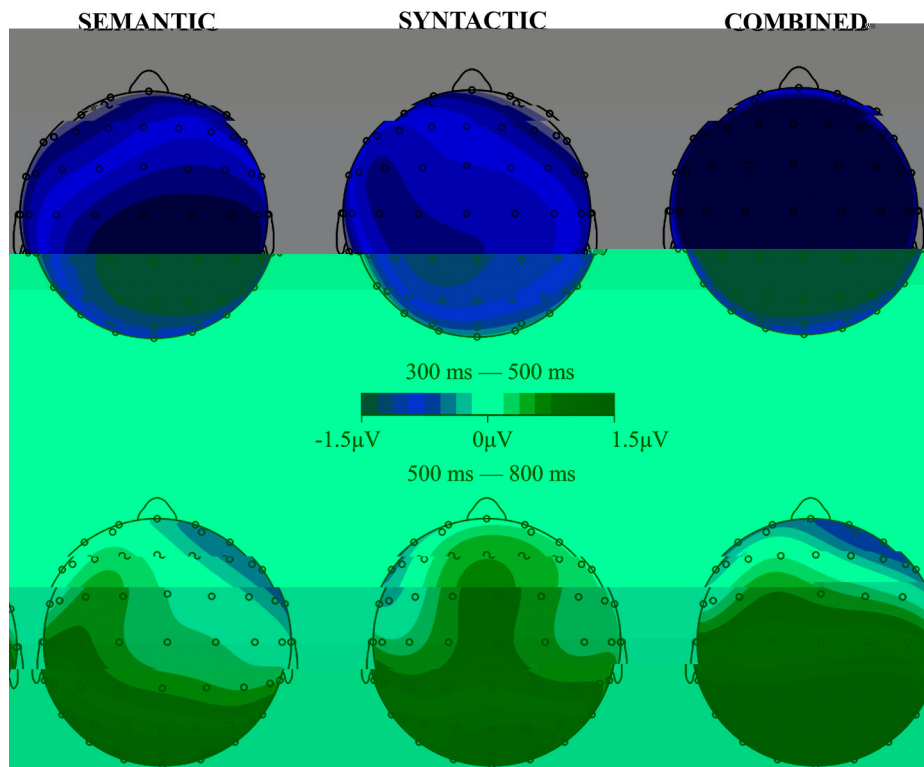 SEMANTIC SYNTACTIC COMBINED
300 ms — 500 ms
-1.5µV 0µV 1.5µV
500 ms — 800 ms